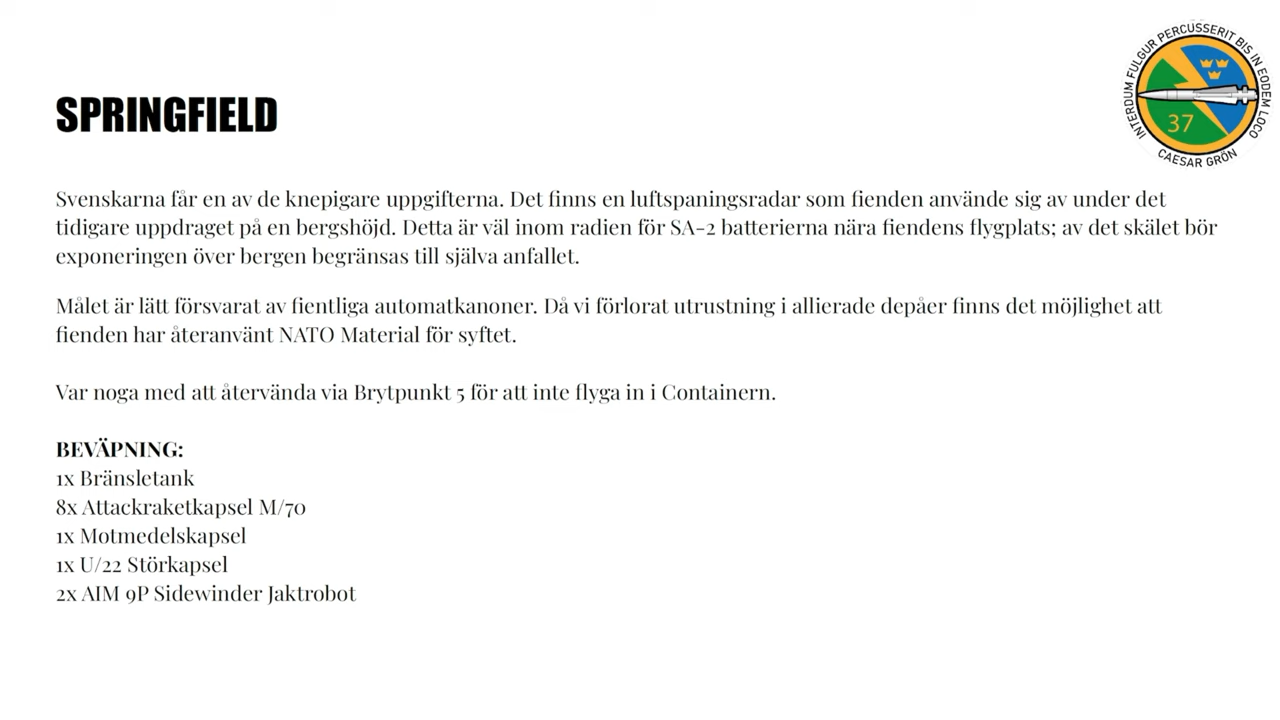 INTERDUM FULGUR PERCUSSERIT BIS IN EODEM LOCO
37
CAESAR GRÖN
SPRINGFIELD
Svenskarna får en av de knepigare uppgifterna. Det finns en luftspaningsradar som fienden använde sig av under det
tidigare uppdraget på en bergshöjd. Detta är väl inom radien för SA-2 batterierna nära fiendens flygplats; av det skälet bör
exponeringen över bergen begränsas till själva anfallet.
Målet är lätt försvarat av fientliga automatkanoner. Då vi förlorat utrustning i allierade depåer finns det möjlighet att
fienden har återanvänt NATO Material för syftet.
Var noga med att återvända via Brytpunkt 5 för att inte flyga in i Containern.
BEVÄPNING:
1x Bränsletank
8x Attackraketkapsel M/70
1x Motmedelskapsel
1x U/22 Störkapsel
2x AIM 9P Sidewinder Jaktrobot